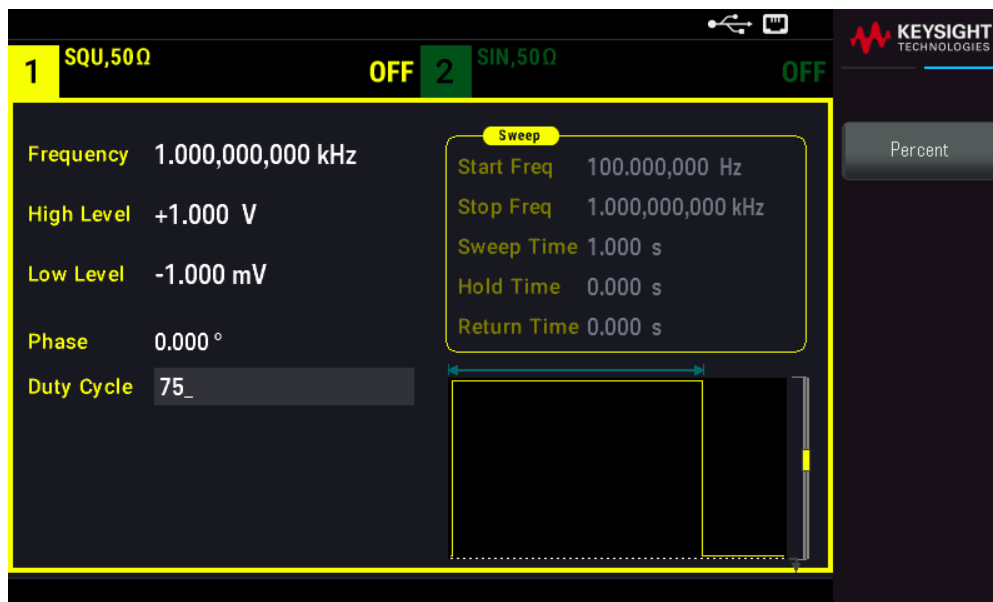 KEYSIGHT
TECHNOLOGIES
1 SQU,50Ω OFF
2 SIN,50Ω OFF
Frequency 1.000,000,000 kHz
High Level +1.000 V
Low Level -1.000 mV
Phase 0.000 °
Duty Cycle 75_
Sweep
Start Freq 100.000,000 Hz
Stop Freq 1.000,000,000 kHz
Sweep Time 1.000 s
Hold Time 0.000 s
Return Time 0.000 s
Percent